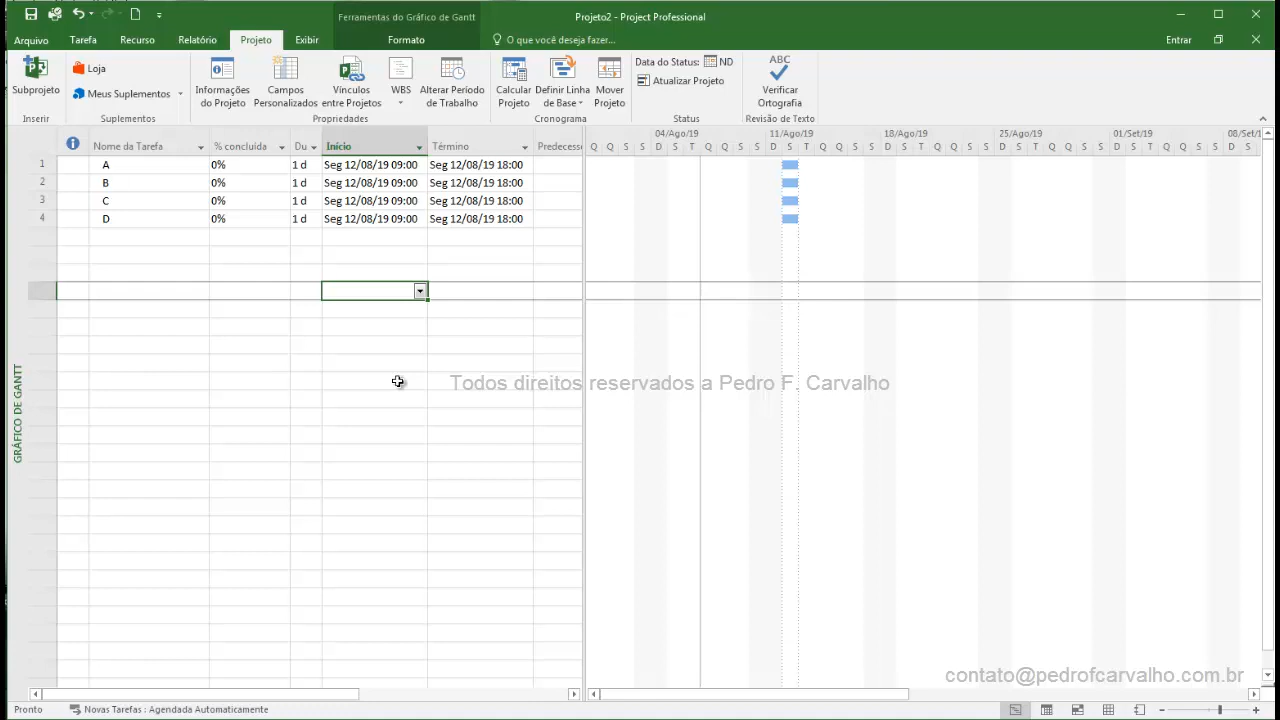 Ferramentas do Gráfico de Gantt
Projeto2 - Project Professional
Arquivo Tarefa Recurso Relatório Projeto Exibir Formato O que você deseja fazer... Entrar
Subprojeto
Inserir
Loja
Meus Suplementos
Suplementos
Informações do Projeto
Campos Personalizados
Vínculos entre Projetos
WBS
Alterar Período de Trabalho
Propriedades
Calcular Projeto
Definir Linha de Base
Mover Projeto
Cronograma
Data do Status: ND
Atualizar Projeto
Status
ABC
Verificar Ortografia
Revisão de Texto
04/Ago/19 11/Ago/19 18/Ago/19 25/Ago/19 01/Set/19 08/Set/
Nome da Tarefa % concluída Du Início Término Predecess
Q Q S S D S T Q Q S S D S T Q Q S S D S T Q Q S S D S T Q Q S S D S T Q Q S S D S
1 A 0% 1 d Seg 12/08/19 09:00 Seg 12/08/19 18:00
2 B 0% 1 d Seg 12/08/19 09:00 Seg 12/08/19 18:00
3 C 0% 1 d Seg 12/08/19 09:00 Seg 12/08/19 18:00
4 D 0% 1 d Seg 12/08/19 09:00 Seg 12/08/19 18:00
GRÁFICO DE GANTT
Todos direitos reservados a Pedro F. Carvalho
contato@pedrofcarvalho.com.br
Pronto Novas Tarefas : Agendada Automaticamente